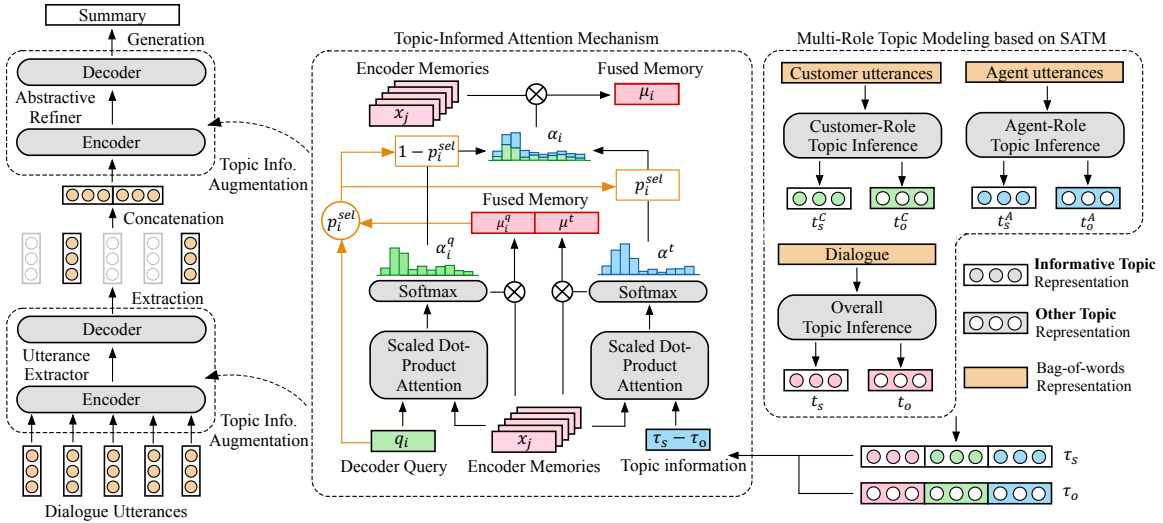 Summary
Generation
Decoder
Abstractive
Refiner
Encoder
Topic Info.
Augmentation
Concatenation
Extraction
Decoder
Utterance
Extractor
Encoder
Topic Info.
Augmentation
Dialogue Utterances
Topic-Informed Attention Mechanism
Encoder Memories
x_j
Fused Memory
μ_i
α_i
1 − p_i^{sel}
p_i^{sel}
p_i^{sel}
Fused Memory
μ_i^q
μ^t
α_i^q
α^t
Softmax
Softmax
Scaled Dot-
Product
Attention
Scaled Dot-
Product
Attention
q_i
x_j
τ_s − τ_o
Decoder Query
Encoder Memories
Topic information
Multi-Role Topic Modeling based on SATM
Customer utterances
Agent utterances
Customer-Role
Topic Inference
Agent-Role
Topic Inference
t_s^C
t_o^C
t_s^A
t_o^A
Dialogue
Overall
Topic Inference
t_s
t_o
Informative Topic
Representation
Other Topic
Representation
Bag-of-words
Representation
τ_s
τ_o